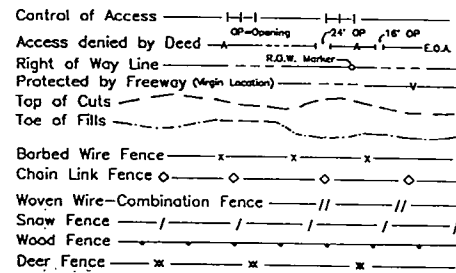 Control of Access
OP=Opening 24' OP 16' OP
Access denied by Deed A A E.O.A.
R.O.W. Marker
Right of Way Line
Protected by Freeway (Virgin Location) V
Top of Cuts
Toe of Fills
Barbed Wire Fence x x x
Chain Link Fence
Woven Wire-Combination Fence // //
Snow Fence / / / / /
Wood Fence
Deer Fence